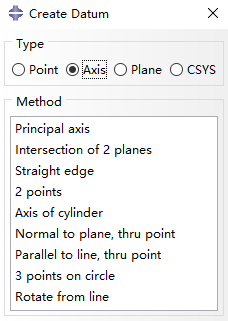 Create Datum
Type
Point Axis Plane CSYS
Method
Principal axis
Intersection of 2 planes
Straight edge
2 points
Axis of cylinder
Normal to plane, thru point
Parallel to line, thru point
3 points on circle
Rotate from line